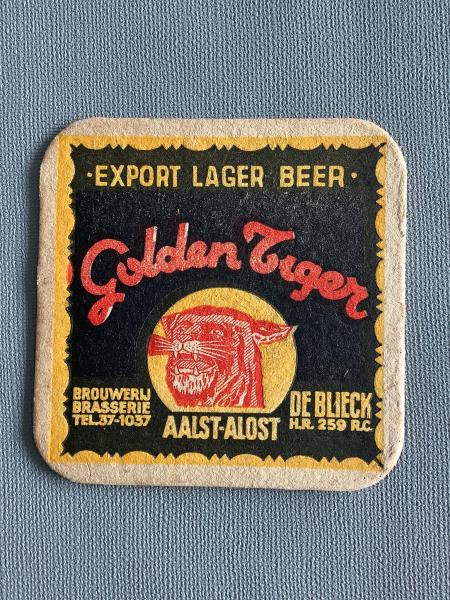 ·EXPORT LAGER BEER·
Golden Tiger
BROUWERIJ
BRASSERIE
TEL.37-1037
AALST-ALOST
DE BLIECK
H.R. 259 R.C.